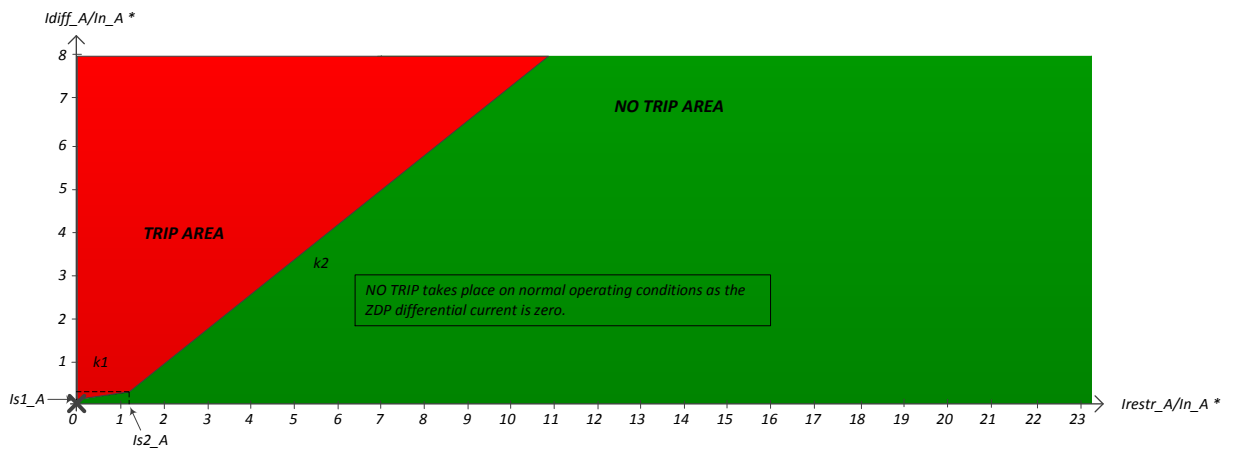 Idiff_A/In_A *
8
7
NO TRIP AREA
6
5
4
TRIP AREA
k2
3
NO TRIP takes place on normal operating conditions as the
ZDP differential current is zero.
2
1
k1
Is1_A
0 1 2 3 4 5 6 7 8 9 10 11 12 13 14 15 16 17 18 19 20 21 22 23
Irestr_A/In_A *
Is2_A